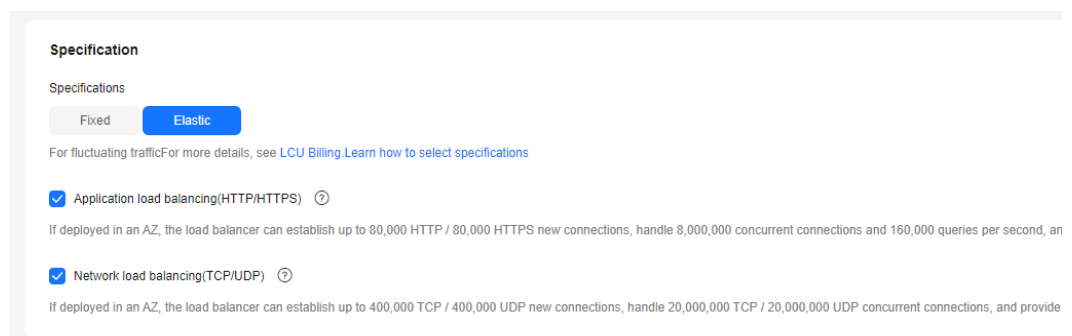 Specification
Specifications
Fixed Elastic
For fluctuating trafficFor more details, see LCU Billing.Learn how to select specifications
Application load balancing(HTTP/HTTPS) ?
If deployed in an AZ, the load balancer can establish up to 80,000 HTTP / 80,000 HTTPS new connections, handle 8,000,000 concurrent connections and 160,000 queries per second, an
Network load balancing(TCP/UDP) ?
If deployed in an AZ, the load balancer can establish up to 400,000 TCP / 400,000 UDP new connections, handle 20,000,000 TCP / 20,000,000 UDP concurrent connections, and provide